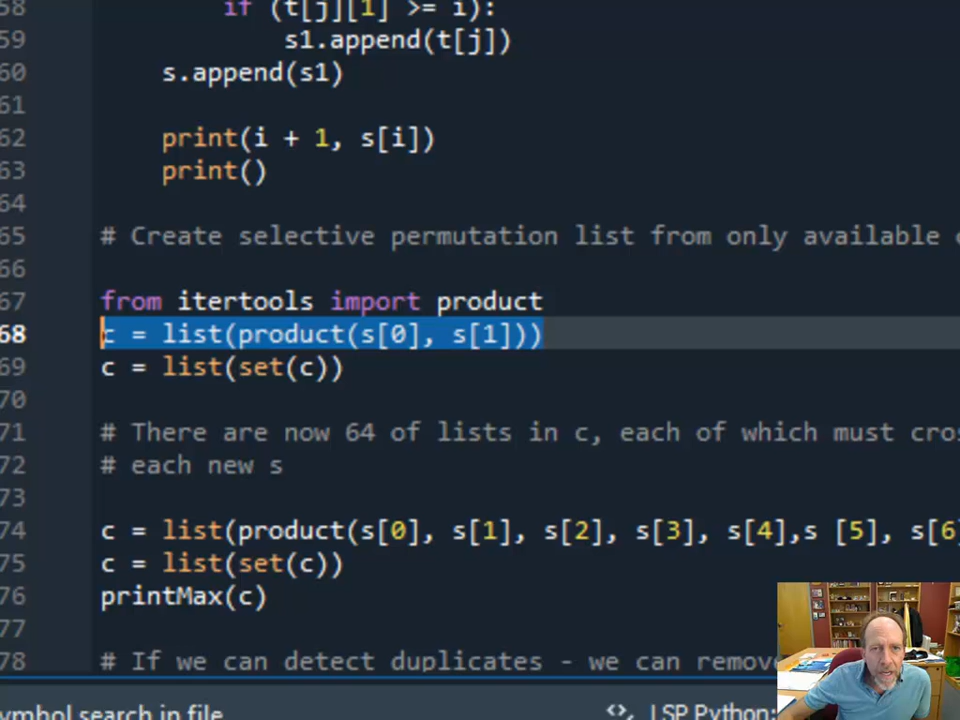 58 if (t[j][1] >= i):
59 s1.append(t[j])
60 s.append(s1)
61
62 print(i + 1, s[i])
63 print()
64
65 # Create selective permutation list from only available
66
67 from itertools import product
68 c = list(product(s[0], s[1]))
69 c = list(set(c))
70
71 # There are now 64 of lists in c, each of which must cros
72 # each new s
73
74 c = list(product(s[0], s[1], s[2], s[3], s[4],s [5], s[6
75 c = list(set(c))
76 printMax(c)
77
78 # If we can detect duplicates - we can remov
ymbol search in file
LSP Python: